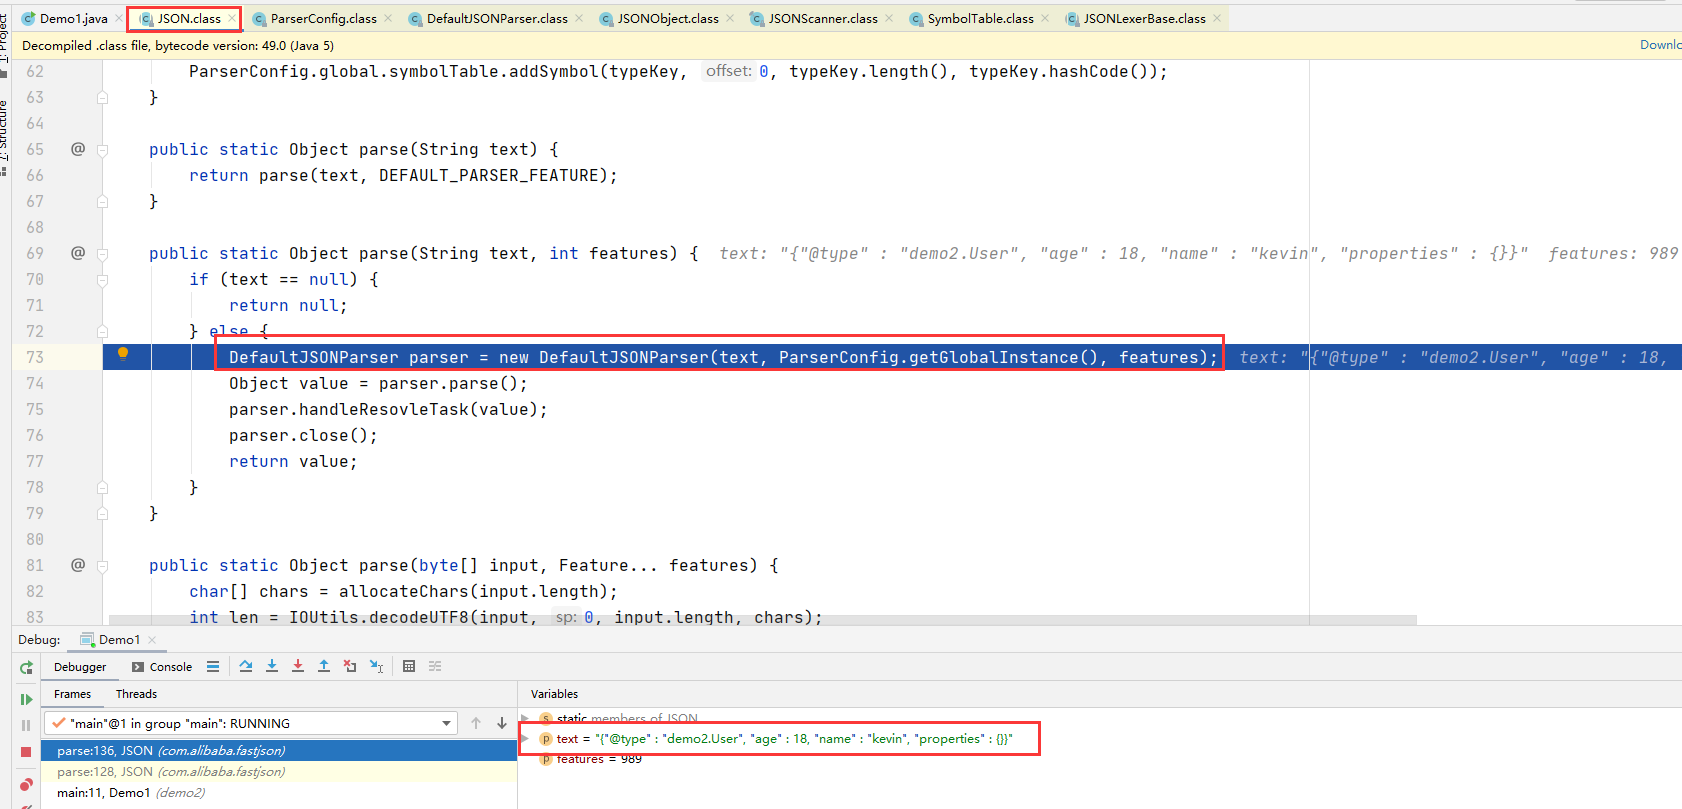 Demo1.java JSON.class ParserConfig.class DefaultJSONParser.class JSONObject.class JSONScanner.class SymbolTable.class JSONLexerBase.class
Decompiled .class file, bytecode version: 49.0 (Java 5)
1: Project
7: Structure
62 ParserConfig.global.symbolTable.addSymbol(typeKey, offset: 0, typeKey.length(), typeKey.hashCode());
63 }
64
65 @ public static Object parse(String text) {
66 return parse(text, DEFAULT_PARSER_FEATURE);
67 }
68
69 @ public static Object parse(String text, int features) { text: "{"@type" : "demo2.User", "age" : 18, "name" : "kevin", "properties" : {}}" features: 989
70 if (text == null) {
71 return null;
72 } else {
73 DefaultJSONParser parser = new DefaultJSONParser(text, ParserConfig.getGlobalInstance(), features); text: "{"@type" : "demo2.User", "age" : 18,
74 Object value = parser.parse();
75 parser.handleResovleTask(value);
76 parser.close();
77 return value;
78 }
79 }
80
81 @ public static Object parse(byte[] input, Feature... features) {
82 char[] chars = allocateChars(input.length);
83 int len = IOUtils.decodeUTF8(input, sp: 0, input.length, chars);
Debug: Demo1
Debugger Console
Frames Threads
"main"@1 in group "main": RUNNING
parse:136, JSON (com.alibaba.fastjson)
parse:128, JSON (com.alibaba.fastjson)
main:11, Demo1 (demo2)
Variables
static members of JSON
text = "{"@type" : "demo2.User", "age" : 18, "name" : "kevin", "properties" : {}}"
features = 989